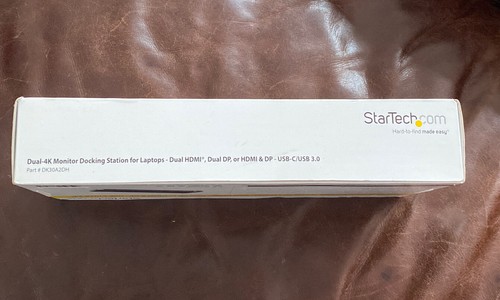 StarTech.com
Hard-to-find made easy®
Dual-4K Monitor Docking Station for Laptops - Dual HDMI®, Dual DP, or HDMI & DP - USB-C/USB 3.0
Part # DK30A2DH